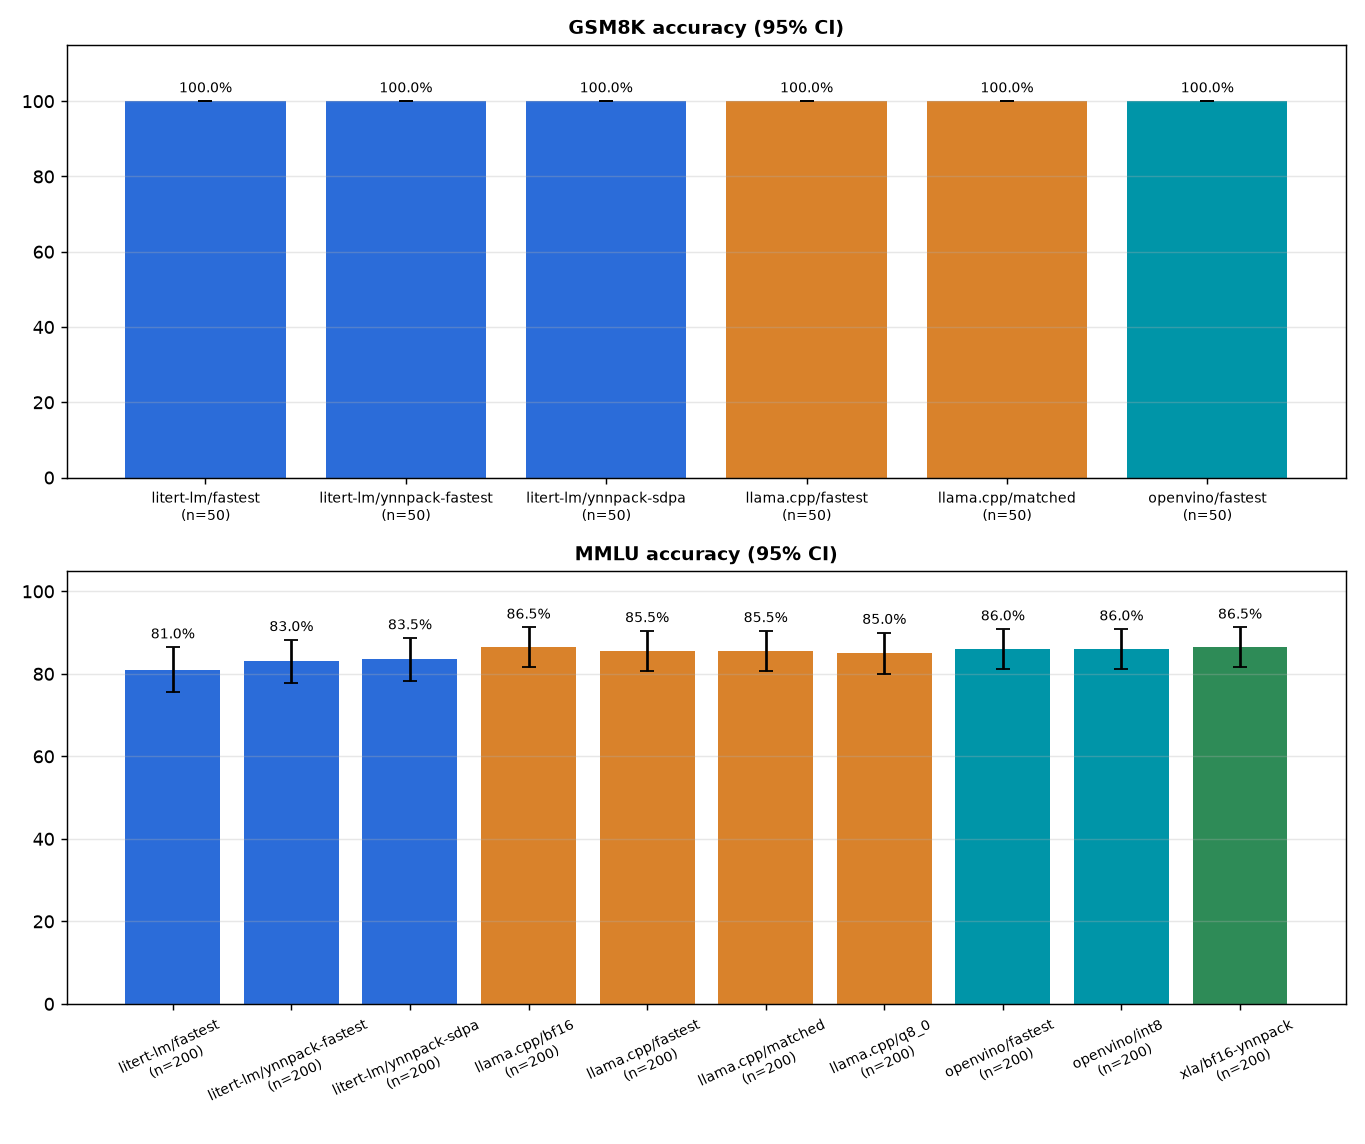 GSM8K accuracy (95% CI)
100.0% 100.0% 100.0% 100.0% 100.0% 100.0%
100
80
60
40
20
0
litert-lm/fastest litert-lm/ynnpack-fastest litert-lm/ynnpack-sdpa llama.cpp/fastest llama.cpp/matched openvino/fastest
(n=50) (n=50) (n=50) (n=50) (n=50) (n=50)
MMLU accuracy (95% CI)
81.0% 83.0% 83.5% 86.5% 85.5% 85.5% 85.0% 86.0% 86.0% 86.5%
100
80
60
40
20
0
litert-lm/fastest
(n=200)
litert-lm/ynnpack-fastest
(n=200)
litert-lm/ynnpack-sdpa
(n=200)
llama.cpp/bf16
(n=200)
llama.cpp/fastest
(n=200)
llama.cpp/matched
(n=200)
llama.cpp/q8_0
(n=200)
openvino/fastest
(n=200)
openvino/int8
(n=200)
xla/bf16-ynnpack
(n=200)